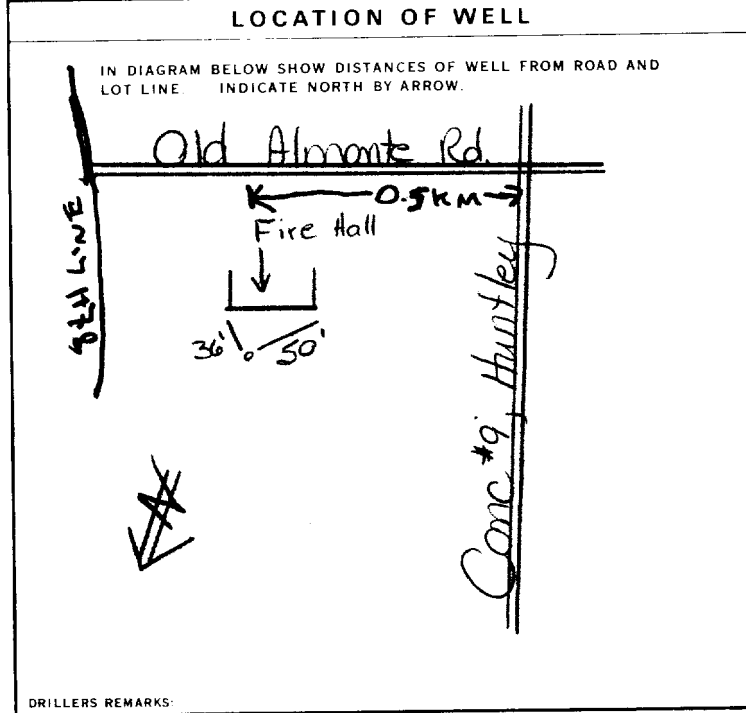 LOCATION OF WELL
IN DIAGRAM BELOW SHOW DISTANCES OF WELL FROM ROAD AND
LOT LINE. INDICATE NORTH BY ARROW.
Old Almonte Rd.
0.5KM
Fire Hall
8TH LINE
36' 50'
Conc #9, Huntley
N
DRILLERS REMARKS: